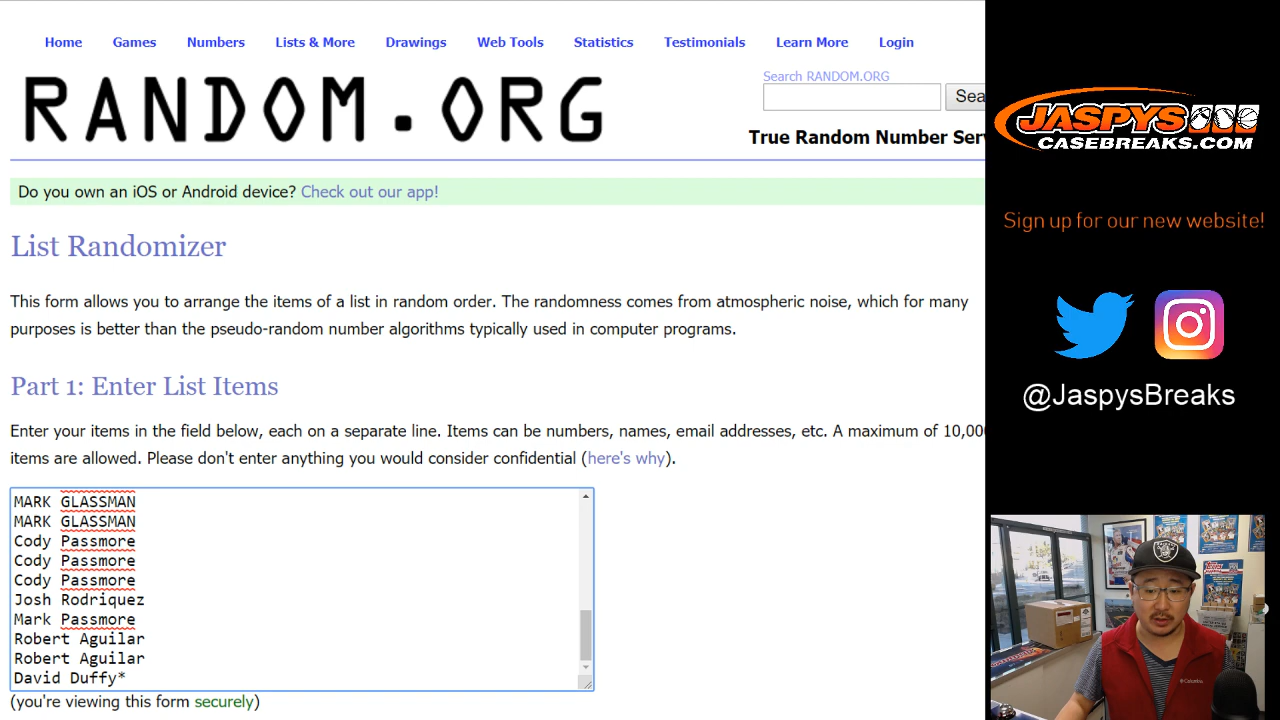 Home Games Numbers Lists & More Drawings Web Tools Statistics Testimonials Learn More Login
RANDOM.ORG
Search RANDOM.ORG
Sea
True Random Number Ser
Do you own an iOS or Android device? Check out our app!
List Randomizer
This form allows you to arrange the items of a list in random order. The randomness comes from atmospheric noise, which for many
purposes is better than the pseudo-random number algorithms typically used in computer programs.
Part 1: Enter List Items
Enter your items in the field below, each on a separate line. Items can be numbers, names, email addresses, etc. A maximum of 10,000
items are allowed. Please don't enter anything you would consider confidential (here's why).
MARK GLASSMAN
MARK GLASSMAN
Cody Passmore
Cody Passmore
Cody Passmore
Josh Rodriquez
Mark Passmore
Robert Aguilar
Robert Aguilar
David Duffy*
(you're viewing this form securely)
JASPYS
CASEBREAKS.COM
Sign up for our new website!
@JaspysBreaks